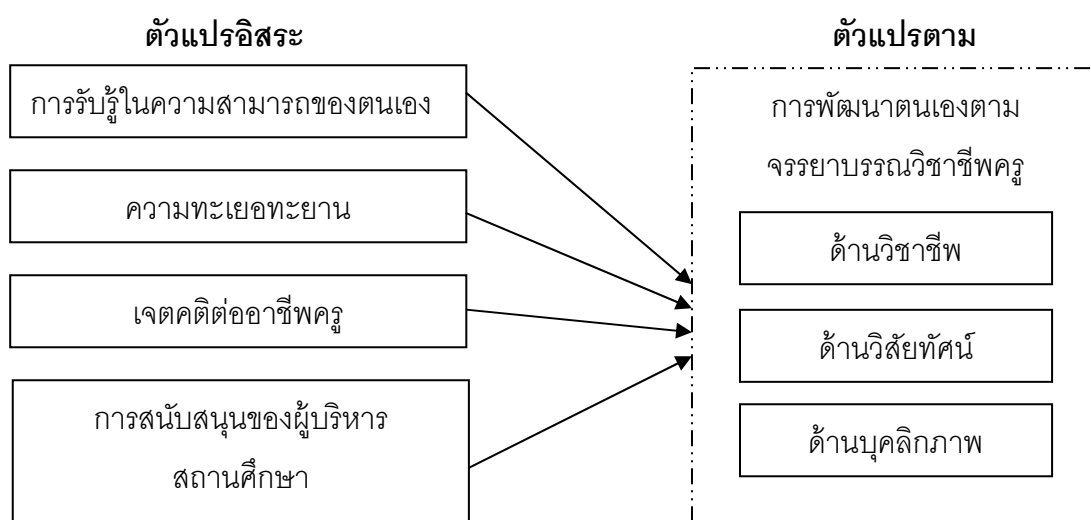 ตัวแปรอิสระ
การรับรู้ในความสามารถของตนเอง
ความทะเยอทะยาน
เจตคติต่ออาชีพครู
การสนับสนุนของผู้บริหาร
สถานศึกษา
ตัวแปรตาม
การพัฒนาตนเองตาม
จรรยาบรรณวิชาชีพครู
ด้านวิชาชีพ
ด้านวิสัยทัศน์
ด้านบุคลิกภาพ